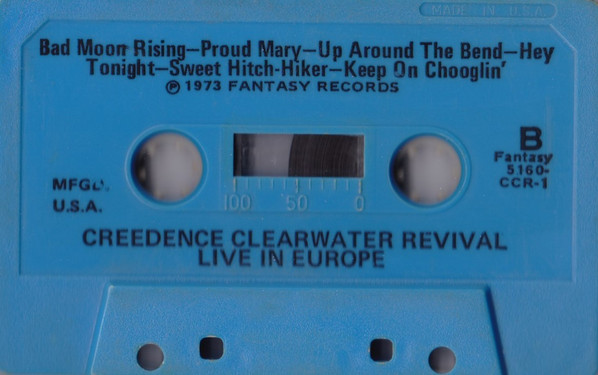 MADE IN U.S.A.
Bad Moon Rising—Proud Mary—Up Around The Bend—Hey
Tonight—Sweet Hitch-Hiker—Keep On Chooglin'
Ⓟ 1973 FANTASY RECORDS
B
Fantasy
5160-
CCR-1
MFGD.
U.S.A.
100 50 0
CREEDENCE CLEARWATER REVIVAL
LIVE IN EUROPE